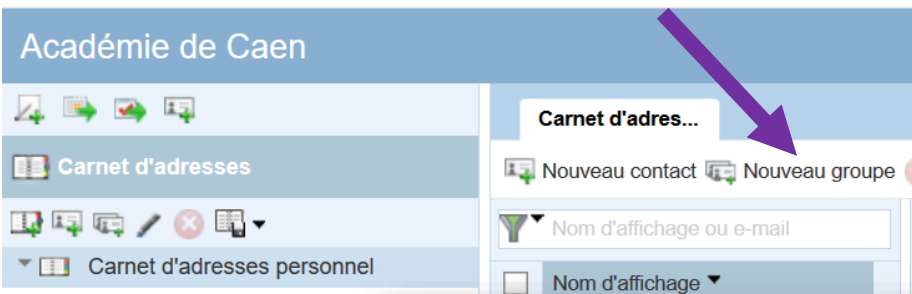 Académie de Caen
Carnet d'adres...
Carnet d'adresses
Nouveau contact Nouveau groupe
Nom d'affichage ou e-mail
Carnet d'adresses personnel
Nom d'affichage